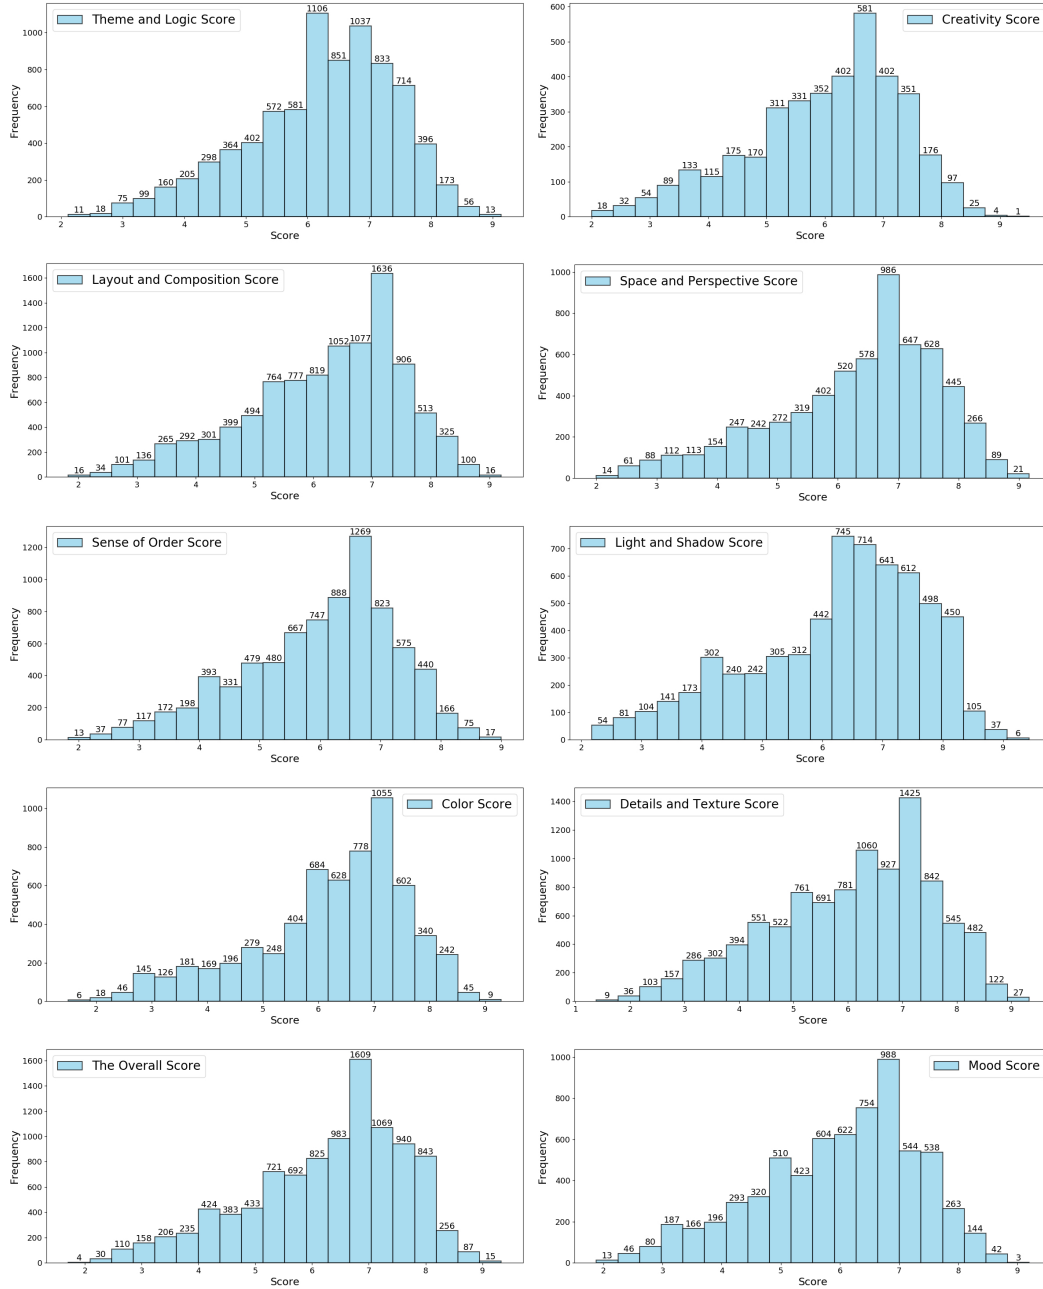 Theme and Logic Score
Frequency
1000
800
600
400
200
0
11 18 75 99 160 205 298 364 402 572 581 1106 851 1037 833 714 396 173 56 13
2 3 4 5 6 7 8 9
Score
Creativity Score
Frequency
600
500
400
300
200
100
0
18 32 54 89 133 115 175 170 311 331 352 402 581 402 351 176 97 25 4 1
2 3 4 5 6 7 8 9
Score
Layout and Composition Score
Frequency
1600
1400
1200
1000
800
600
400
200
0
16 34 101 136 265 292 301 399 494 764 777 819 1052 1077 1636 906 513 325 100 16
2 3 4 5 6 7 8 9
Score
Space and Perspective Score
Frequency
1000
800
600
400
200
0
14 61 88 112 113 154 247 242 272 319 402 520 578 986 647 628 445 266 89 21
2 3 4 5 6 7 8 9
Score
Sense of Order Score
Frequency
1200
1000
800
600
400
200
0
13 37 77 117 172 198 393 331 479 480 667 747 888 1269 823 575 440 166 75 17
2 3 4 5 6 7 8 9
Score
Light and Shadow Score
Frequency
700
600
500
400
300
200
100
0
54 81 104 141 173 302 240 242 305 312 442 745 714 641 612 498 450 105 37 6
2 3 4 5 6 7 8 9
Score
Color Score
Frequency
1000
800
600
400
200
0
6 18 46 145 126 181 169 196 279 248 404 684 628 778 1055 602 340 242 45 9
2 3 4 5 6 7 8 9
Score
Details and Texture Score
Frequency
1400
1200
1000
800
600
400
200
0
9 36 103 157 286 302 394 551 522 761 691 781 1060 927 1425 842 545 482 122 27
1 2 3 4 5 6 7 8 9
Score
The Overall Score
Frequency
1600
1400
1200
1000
800
600
400
200
0
4 30 110 158 206 235 424 383 433 721 692 825 983 1609 1069 940 843 256 87 15
2 3 4 5 6 7 8 9
Score
Mood Score
Frequency
1000
800
600
400
200
0
13 46 80 187 166 196 293 320 510 423 604 622 754 988 544 538 263 144 42 3
2 3 4 5 6 7 8 9
Score